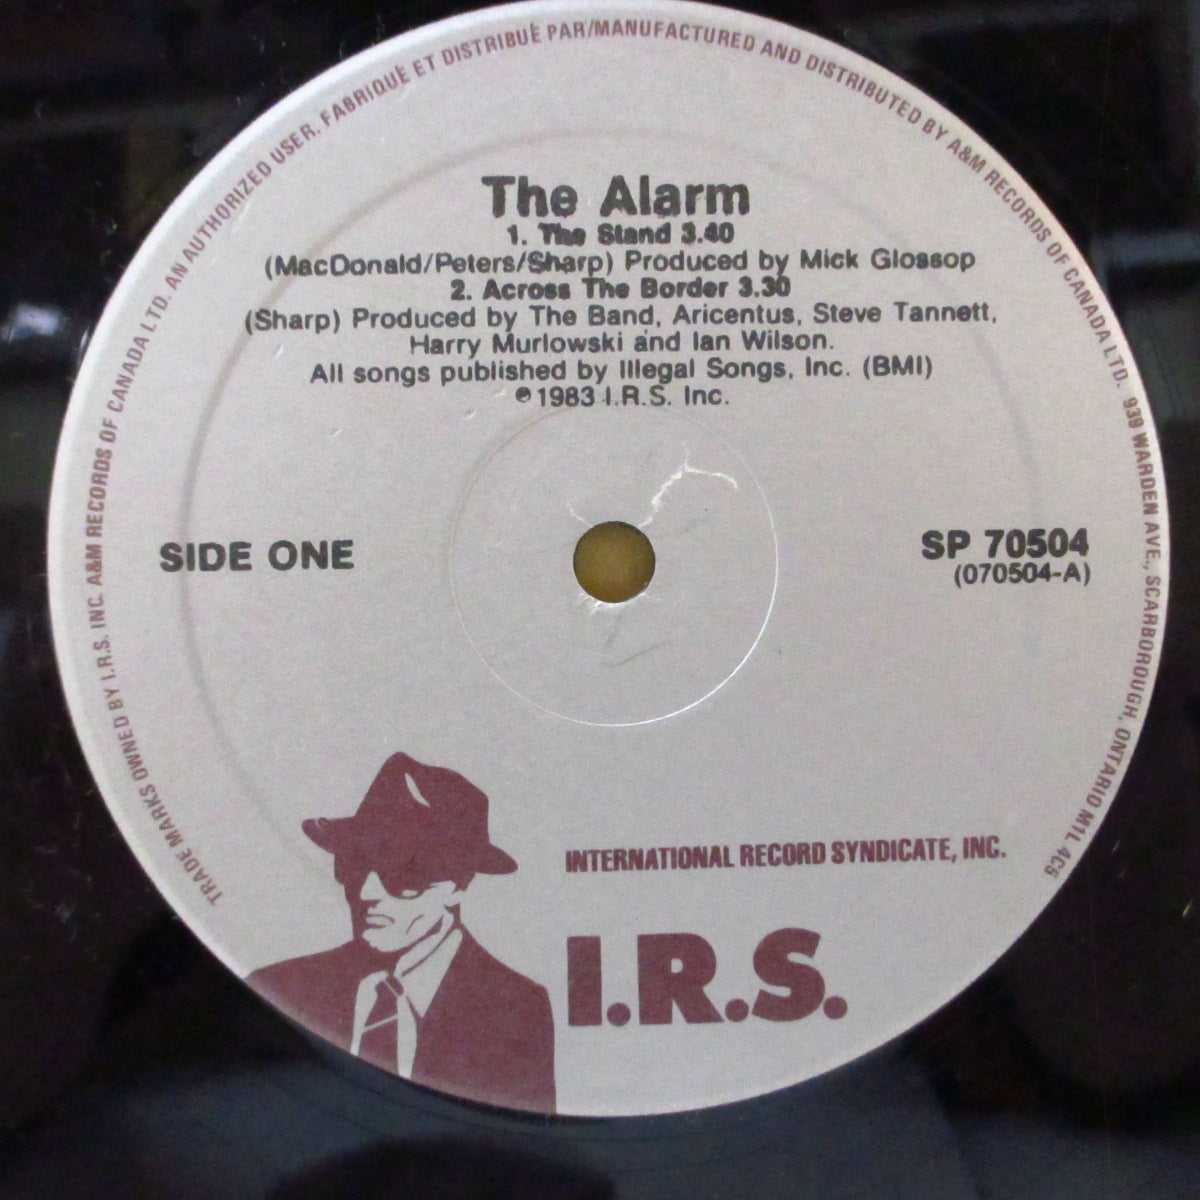 TRADE MARKS OWNED BY I.R.S. INC. A&M RECORDS OF CANADA LTD. AN AUTHORIZED USER. FABRIQUÈ ET DISTRIBUÈ PAR/MANUFACTURED AND DISTRIBUTED BY A&M RECORDS OF CANADA LTD. 939 WARDEN AVE., SCARBOROUGH, ONTARIO M1L 4C5
The Alarm
1. The Stand 3.40
(MacDonald/Peters/Sharp) Produced by Mick Glossop
2. Across The Border 3.30
(Sharp) Produced by The Band, Aricentus, Steve Tannett,
Harry Murlowski and Ian Wilson.
All songs published by Illegal Songs, Inc. (BMI)
℗1983 I.R.S. Inc.
SIDE ONE
SP 70504
(070504-A)
INTERNATIONAL RECORD SYNDICATE, INC.
I.R.S.